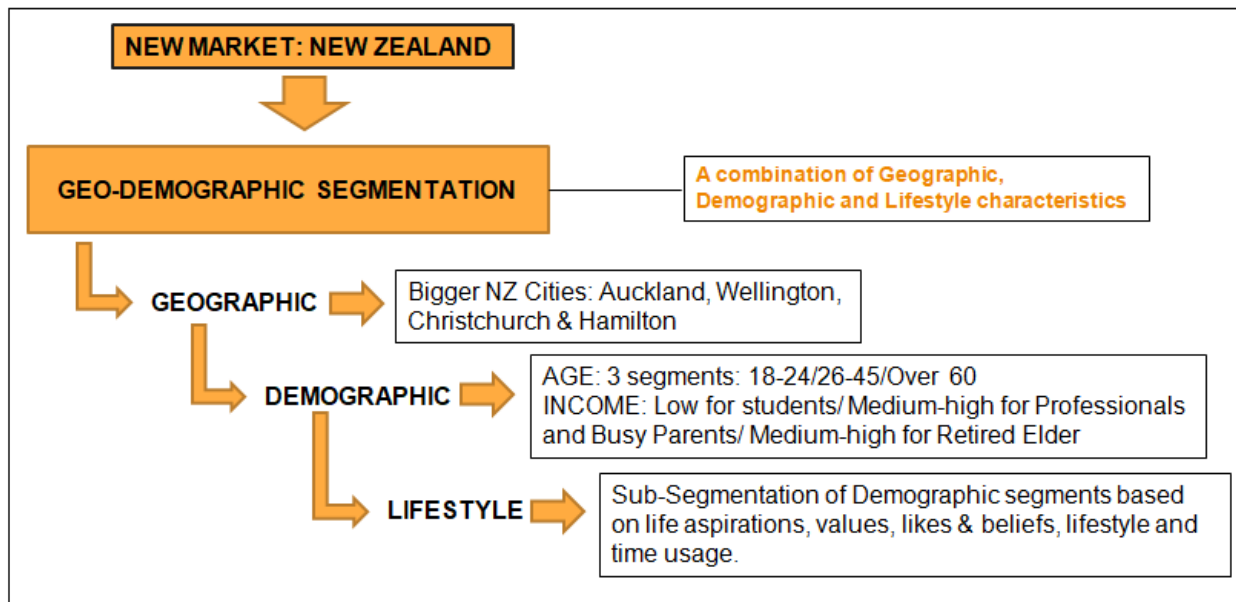 NEW MARKET: NEW ZEALAND
GEO-DEMOGRAPHIC SEGMENTATION
A combination of Geographic,
Demographic and Lifestyle characteristics
GEOGRAPHIC
Bigger NZ Cities: Auckland, Wellington,
Christchurch & Hamilton
DEMOGRAPHIC
AGE: 3 segments: 18-24/26-45/Over 60
INCOME: Low for students/ Medium-high for Professionals
and Busy Parents/ Medium-high for Retired Elder
LIFESTYLE
Sub-Segmentation of Demographic segments based
on life aspirations, values, likes & beliefs, lifestyle and
time usage.